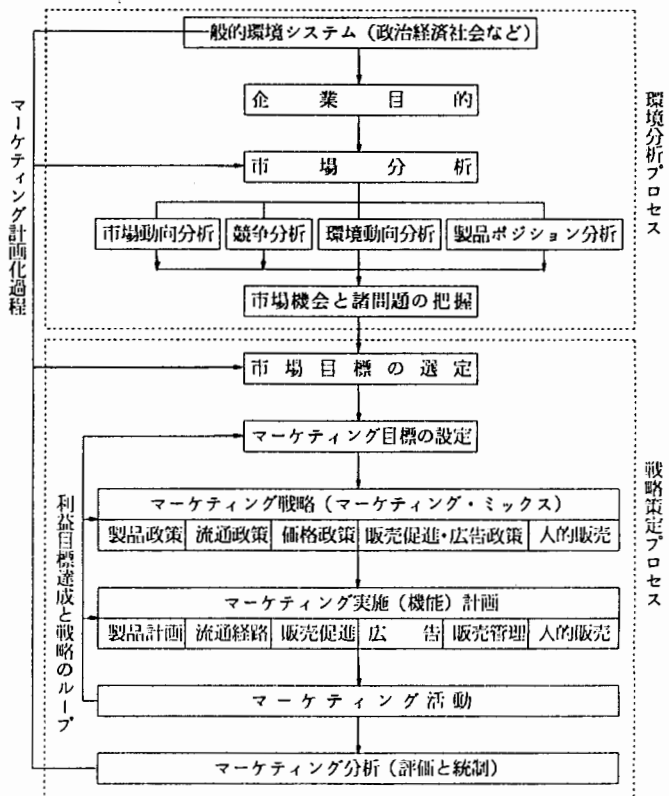 一般的環境システム（政治経済社会など）
企業目的
市場分析
市場動向分析
競争分析
環境動向分析
製品ポジション分析
市場機会と諸問題の把握
市場目標の選定
マーケティング目標の設定
マーケティング戦略（マーケティング・ミックス）
製品政策
流通政策
価格政策
販売促進・広告政策
人的販売
マーケティング実施（機能）計画
製品計画
流通経路
販売促進
広告
販売管理
人的販売
マーケティング活動
マーケティング分析（評価と統制）
マーケティング計画化過程
利益目標達成と戦略のループ
環境分析プロセス
戦略策定プロセス